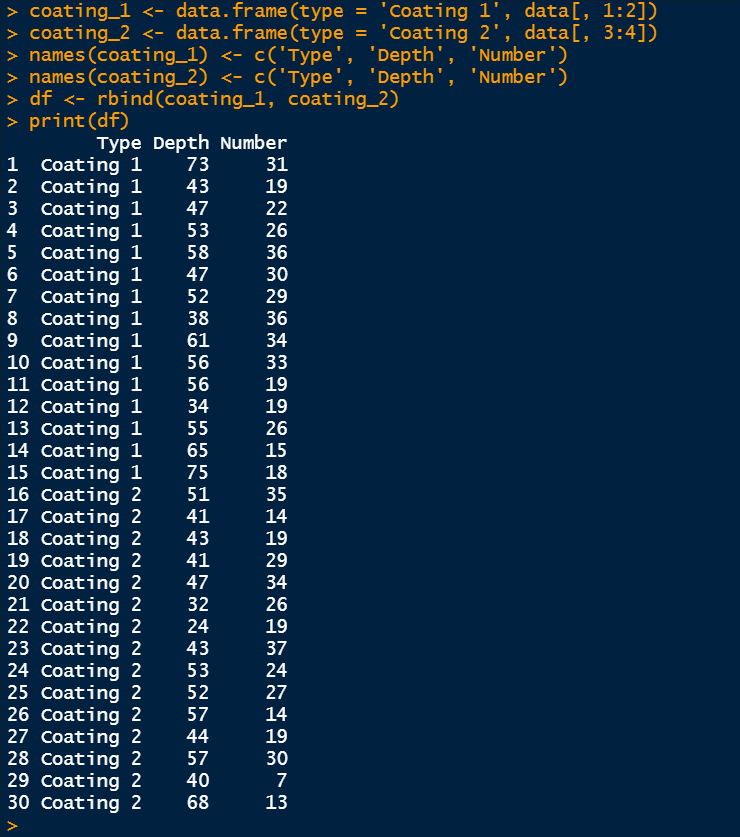 > coating_1 <- data.frame(type = 'Coating 1', data[, 1:2])
> coating_2 <- data.frame(type = 'Coating 2', data[, 3:4])
> names(coating_1) <- c('Type', 'Depth', 'Number')
> names(coating_2) <- c('Type', 'Depth', 'Number')
> df <- rbind(coating_1, coating_2)
> print(df)
        Type Depth Number
1  Coating 1    73     31
2  Coating 1    43     19
3  Coating 1    47     22
4  Coating 1    53     26
5  Coating 1    58     36
6  Coating 1    47     30
7  Coating 1    52     29
8  Coating 1    38     36
9  Coating 1    61     34
10 Coating 1    56     33
11 Coating 1    56     19
12 Coating 1    34     19
13 Coating 1    55     26
14 Coating 1    65     15
15 Coating 1    75     18
16 Coating 2    51     35
17 Coating 2    41     14
18 Coating 2    43     19
19 Coating 2    41     29
20 Coating 2    47     34
21 Coating 2    32     26
22 Coating 2    24     19
23 Coating 2    43     37
24 Coating 2    53     24
25 Coating 2    52     27
26 Coating 2    57     14
27 Coating 2    44     19
28 Coating 2    57     30
29 Coating 2    40      7
30 Coating 2    68     13
>